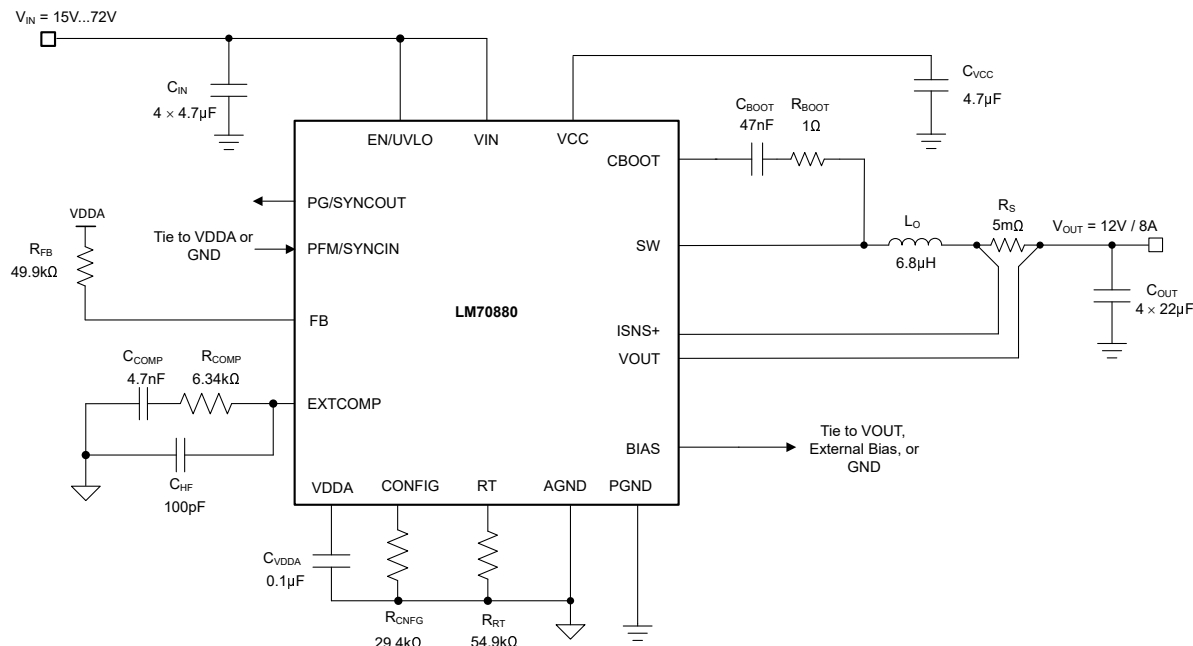 V_IN = 15V...72V
C_IN
4 × 4.7µF
C_VCC
4.7µF
C_BOOT
47nF
R_BOOT
1Ω
EN/UVLO
VIN
VCC
CBOOT
PG/SYNCOUT
VDDA
Tie to VDDA or
GND
PFM/SYNCIN
R_FB
49.9kΩ
SW
L_O
6.8µH
R_S
5mΩ
V_OUT = 12V / 8A
C_OUT
4 × 22µF
LM70880
FB
ISNS+
VOUT
C_COMP
4.7nF
R_COMP
6.34kΩ
EXTCOMP
C_HF
100pF
BIAS
Tie to VOUT,
External Bias, or
GND
VDDA
CONFIG
RT
AGND
PGND
C_VDDA
0.1µF
R_CNFG
29.4kΩ
R_RT
54.9kΩ